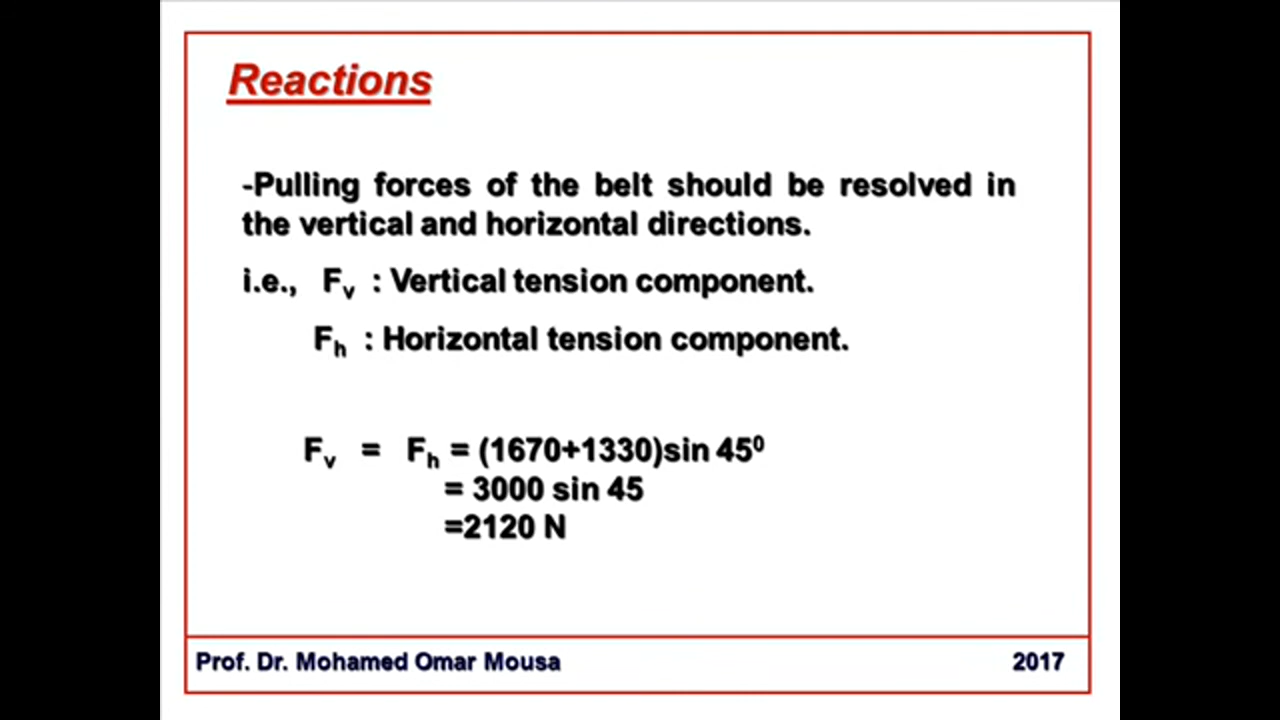 Reactions
-Pulling forces of the belt should be resolved in
the vertical and horizontal directions.
i.e., Fv : Vertical tension component.
Fh : Horizontal tension component.
Fv = Fh = (1670+1330)sin 45⁰
= 3000 sin 45
=2120 N
Prof. Dr. Mohamed Omar Mousa 2017